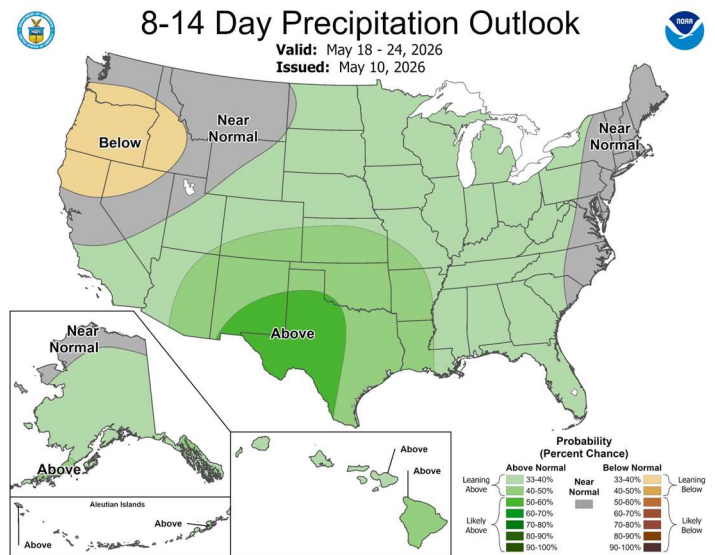 8-14 Day Precipitation Outlook
Valid: May 18 - 24, 2026
Issued: May 10, 2026
NOAA
Below
Near
Normal
Near
Normal
Above
Near
Normal
Above
Aleutian Islands
Above
Above
Above
Above
Probability
(Percent Chance)
Above Normal
Below Normal
Leaning
Above
33-40%
40-50%
Near
Normal
33-40%
40-50%
Leaning
Below
Likely
Above
50-60%
60-70%
70-80%
80-90%
90-100%
50-60%
60-70%
70-80%
80-90%
90-100%
Likely
Below